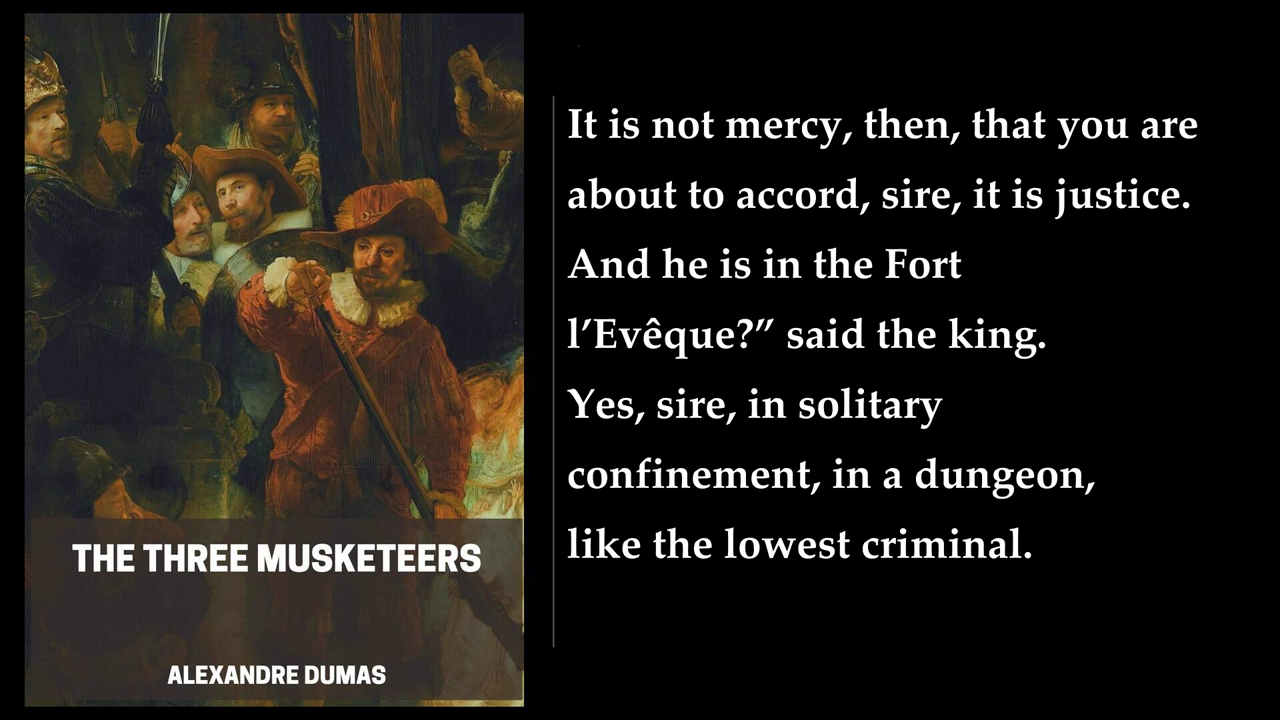 THE THREE MUSKETEERS
ALEXANDRE DUMAS
It is not mercy, then, that you are
about to accord, sire, it is justice.
And he is in the Fort
l’Evêque?” said the king.
Yes, sire, in solitary
confinement, in a dungeon,
like the lowest criminal.